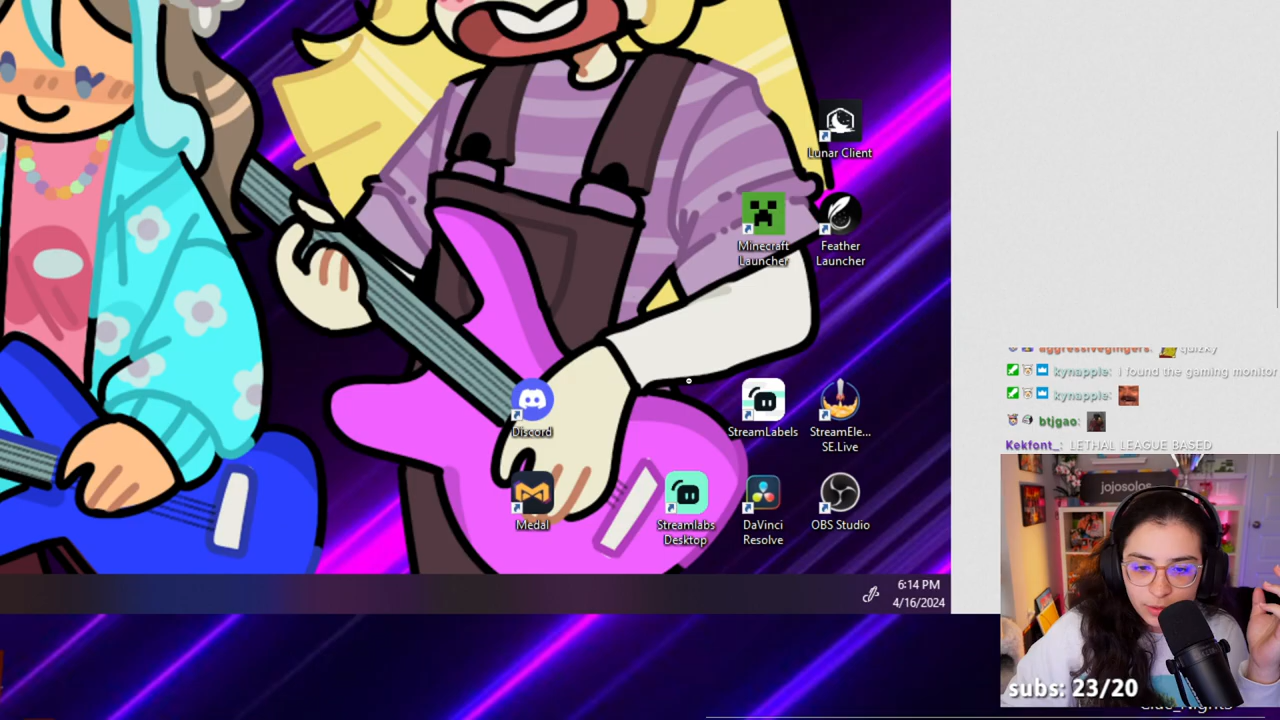 Lunar Client
Minecraft
Launcher
Feather
Launcher
Discord
StreamLabels
StreamEle...
SE.Live
Medal
Streamlabs
Desktop
DaVinci
Resolve
OBS Studio
6:14 PM
4/16/2024
aggressivegingers: quizky
kynapple: i found the gaming monitor
kynapple:
btjgao:
Kekfont_: LETHAL LEAGUE BASED
jojosolos
subs: 23/20